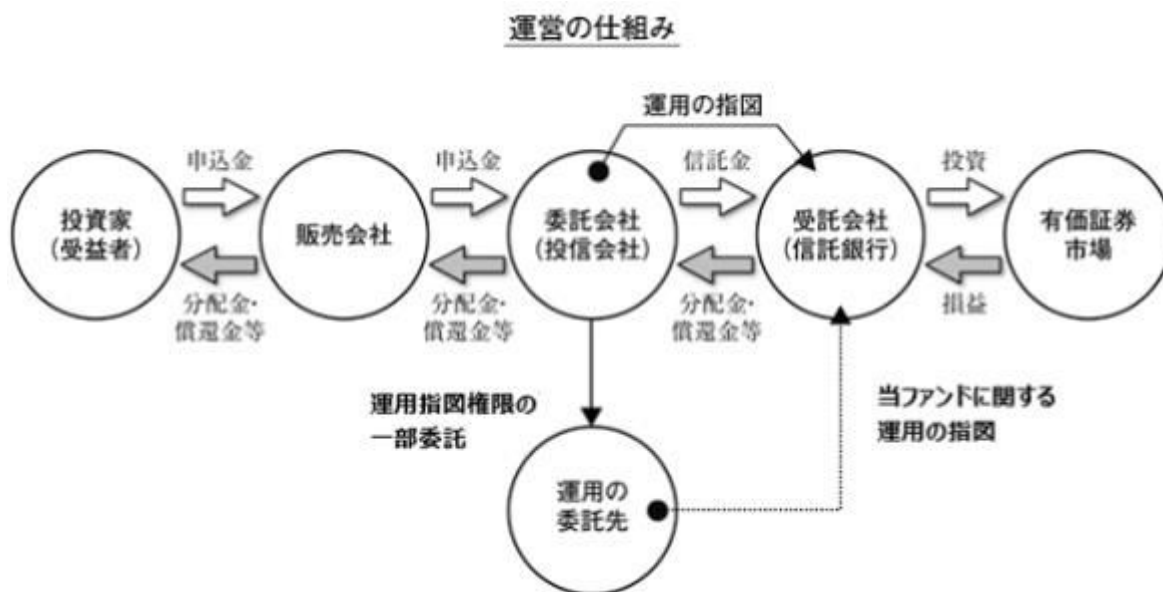 運営の仕組み
運用の指図
申込金
申込金
信託金
投資
投資家
(受益者)
販売会社
委託会社
(投信会社)
受託会社
(信託銀行)
有価証券
市場
分配金・
償還金等
分配金・
償還金等
分配金・
償還金等
損益
運用指図権限の
一部委託
当ファンドに関する
運用の指図
運用の
委託先